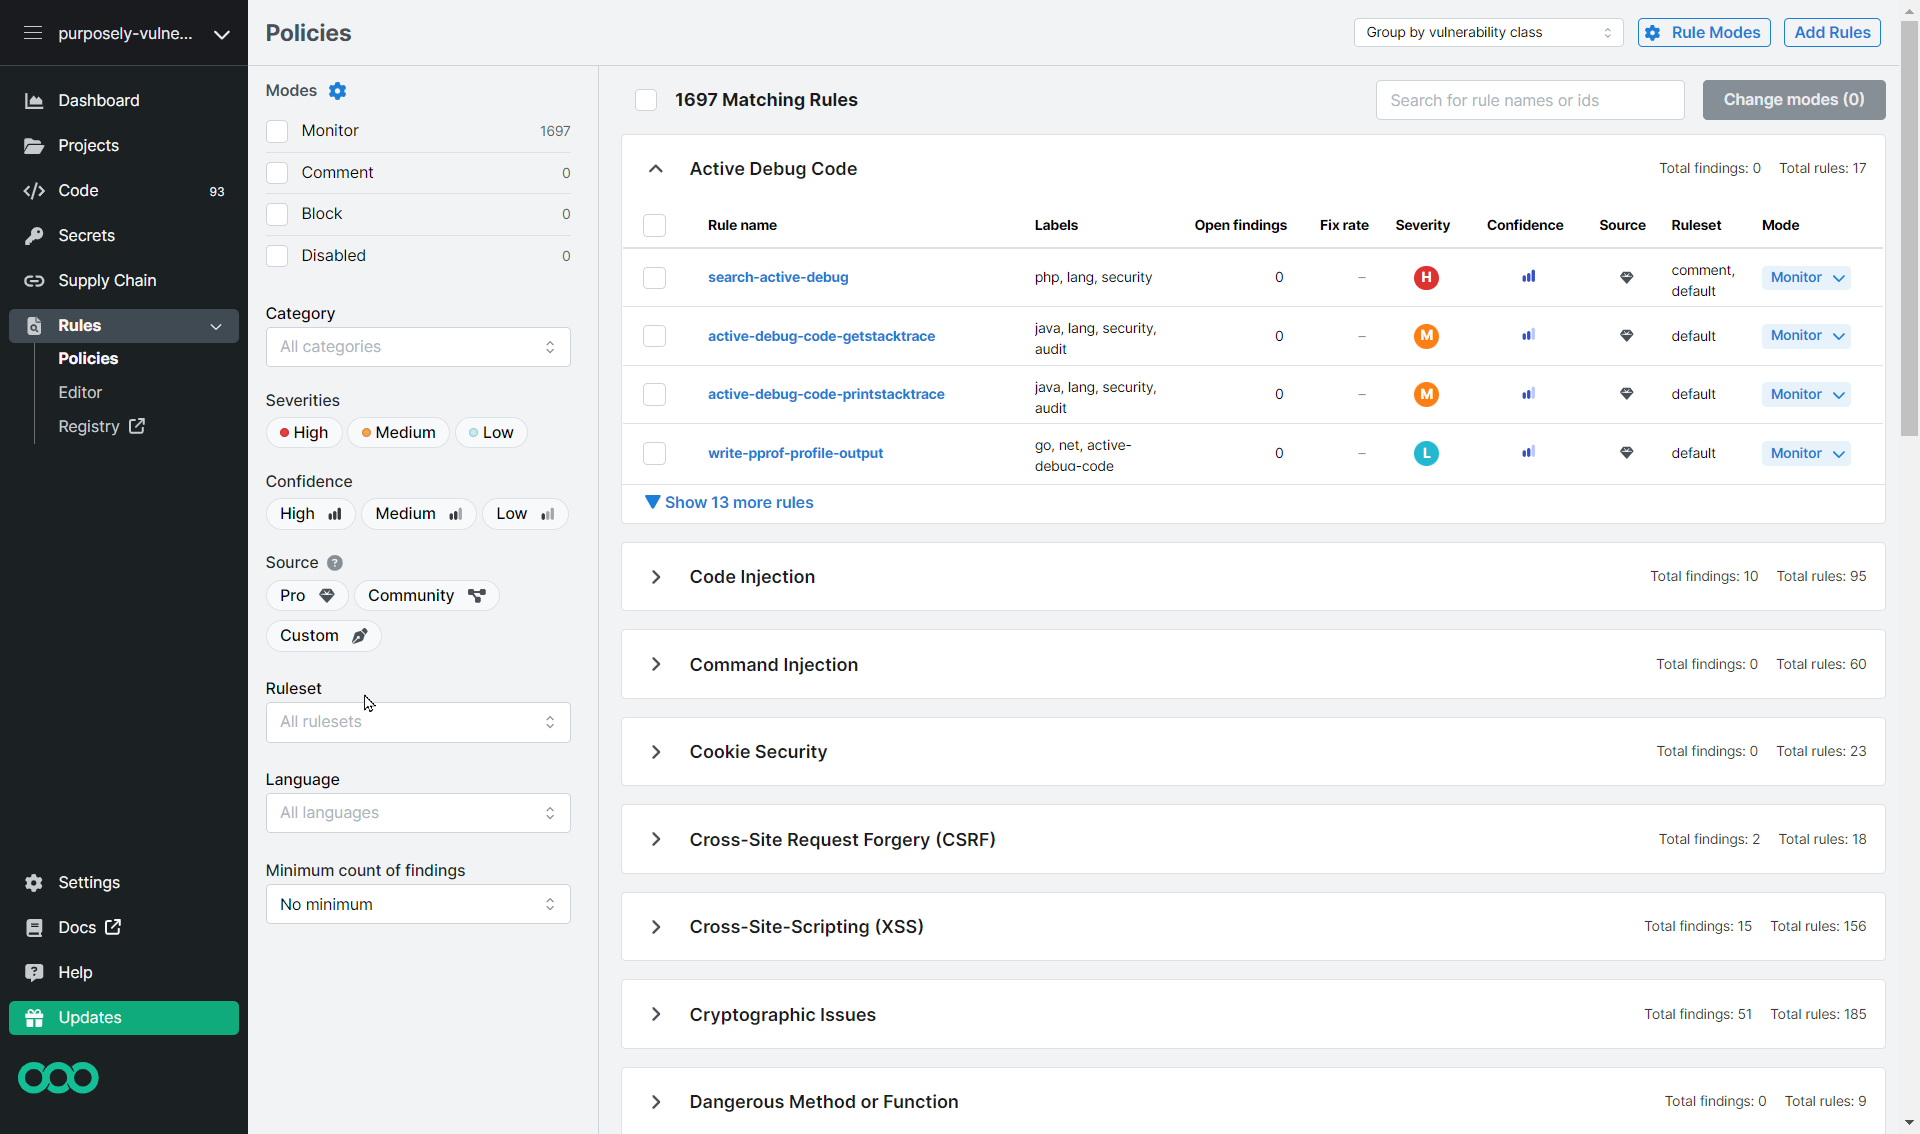 purposely-vulne...
Dashboard
Projects
Code 93
Secrets
Supply Chain
Rules
Policies
Editor
Registry
Settings
Docs
Help
Updates
Policies
Group by vulnerability class
Rule Modes
Add Rules
Modes
Monitor 1697
Comment 0
Block 0
Disabled 0
Category
All categories
Severities
High Medium Low
Confidence
High Medium Low
Source ?
Pro Community
Custom
Ruleset
All rulesets
Language
All languages
Minimum count of findings
No minimum
1697 Matching Rules
Search for rule names or ids
Change modes (0)
Active Debug Code Total findings: 0 Total rules: 17
Rule name Labels Open findings Fix rate Severity Confidence Source Ruleset Mode
search-active-debug php, lang, security 0 – H comment, Monitor
default
active-debug-code-getstacktrace java, lang, security, 0 – M default Monitor
audit
active-debug-code-printstacktrace java, lang, security, 0 – M default Monitor
audit
write-pprof-profile-output go, net, active- 0 – L default Monitor
debug-code
Show 13 more rules
Code Injection Total findings: 10 Total rules: 95
Command Injection Total findings: 0 Total rules: 60
Cookie Security Total findings: 0 Total rules: 23
Cross-Site Request Forgery (CSRF) Total findings: 2 Total rules: 18
Cross-Site-Scripting (XSS) Total findings: 15 Total rules: 156
Cryptographic Issues Total findings: 51 Total rules: 185
Dangerous Method or Function Total findings: 0 Total rules: 9